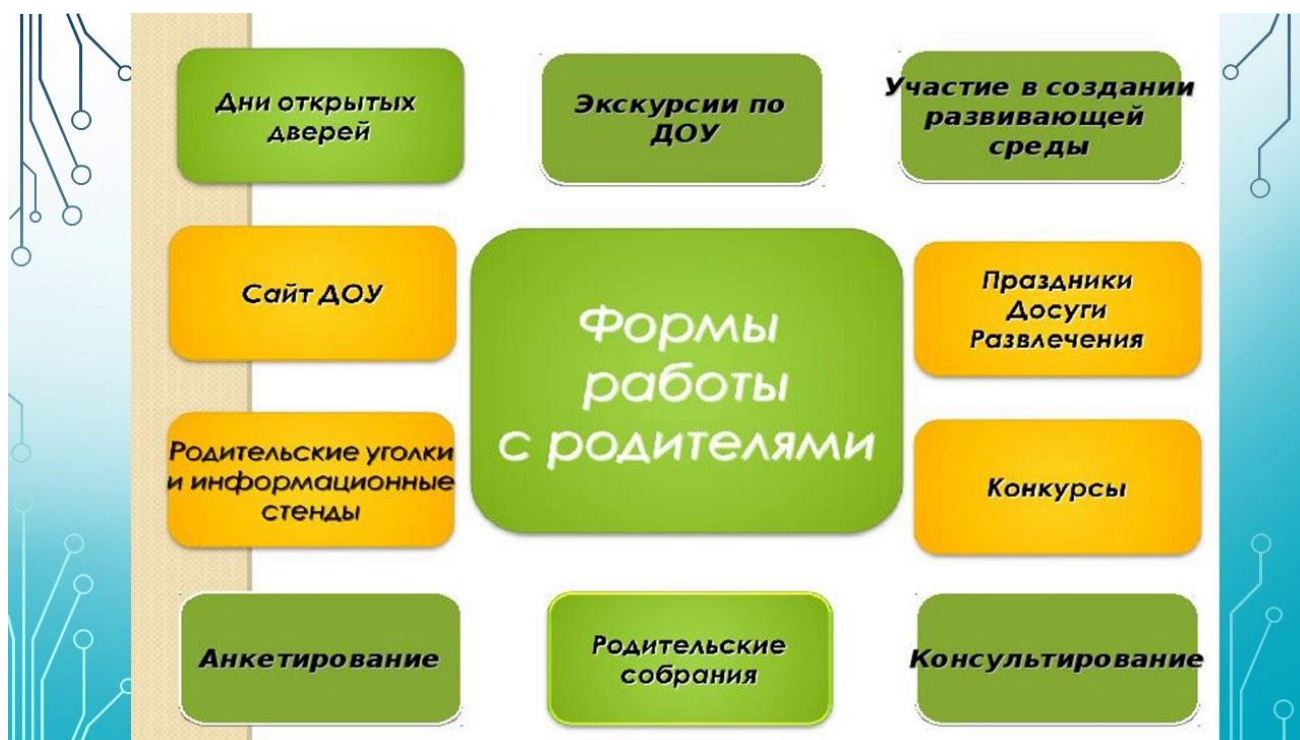 Дни открытых
дверей
Экскурсии по
ДОУ
Участие в создании
развивающей
среды
Сайт ДОУ
Формы
работы
с родителями
Праздники
Досуги
Развлечения
Родительские уголки
и информационные
стенды
Конкурсы
Анкетирование
Родительские
собрания
Консультирование